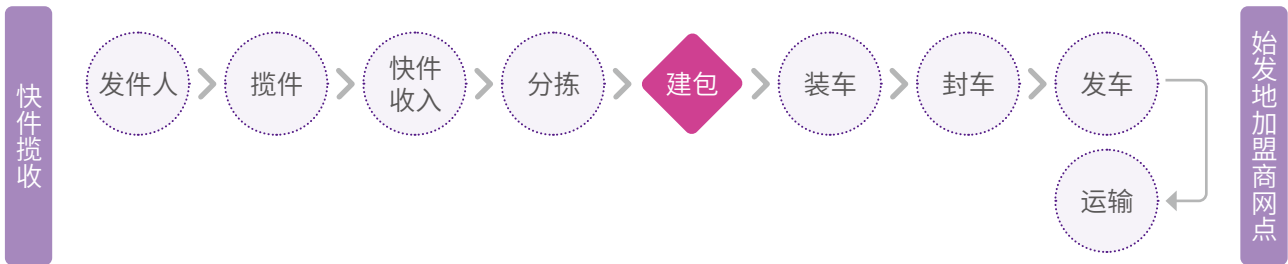 快件揽收
发件人
揽件
快件
收入
分拣
建包
装车
封车
发车
运输
始发地加盟商网点